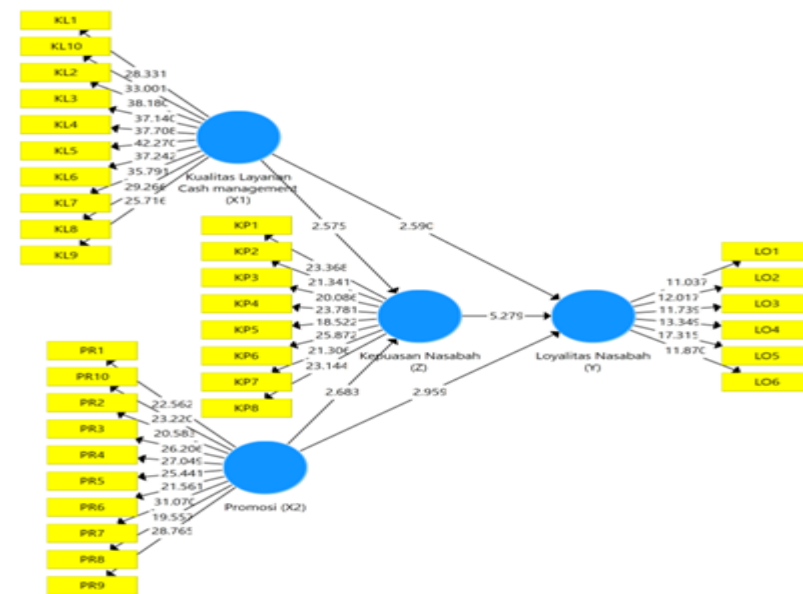 KL1
KL10
KL2
KL3
KL4
KL5
KL6
KL7
KL8
KL9
28.331
33.001
38.180
37.140
37.708
42.270
37.242
35.791
29.266
25.716
Kualitas Layanan
Cash management
(X1)
2.575
2.590
KP1
KP2
KP3
KP4
KP5
KP6
KP7
KP8
23.368
21.341
20.086
23.781
18.522
25.872
21.306
23.144
Kepuasan Nasabah
(Z)
5.279
Loyalitas Nasabah
(Y)
11.037
12.017
11.739
13.349
17.315
11.870
LO1
LO2
LO3
LO4
LO5
LO6
2.683
2.959
PR1
PR10
PR2
PR3
PR4
PR5
PR6
PR7
PR8
PR9
22.562
23.220
20.583
26.206
27.049
25.441
21.561
31.070
19.557
28.765
Promosi (X2)